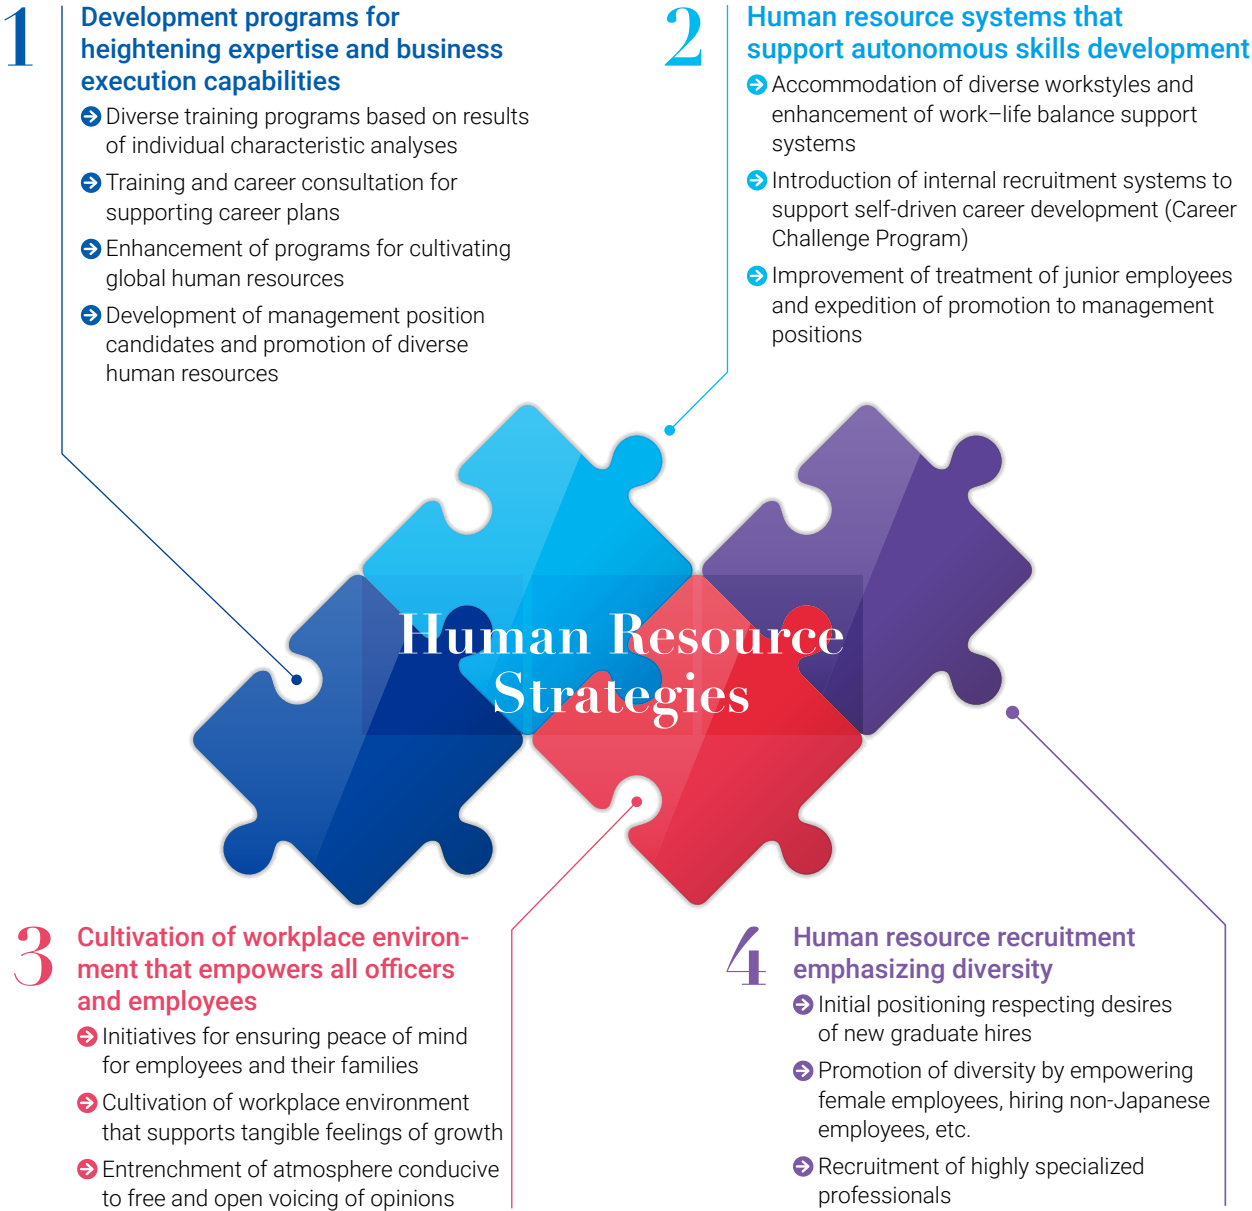 1
Development programs for
heightening expertise and business
execution capabilities
Diverse training programs based on results
of individual characteristic analyses
Training and career consultation for
supporting career plans
Enhancement of programs for cultivating
global human resources
Development of management position
candidates and promotion of diverse
human resources
2
Human resource systems that
support autonomous skills development
Accommodation of diverse workstyles and
enhancement of work–life balance support
systems
Introduction of internal recruitment systems to
support self-driven career development (Career
Challenge Program)
Improvement of treatment of junior employees
and expedition of promotion to management
positions
Human Resource
Strategies
3
Cultivation of workplace environ-
ment that empowers all officers
and employees
Initiatives for ensuring peace of mind
for employees and their families
Cultivation of workplace environment
that supports tangible feelings of growth
Entrenchment of atmosphere conducive
to free and open voicing of opinions
4
Human resource recruitment
emphasizing diversity
Initial positioning respecting desires
of new graduate hires
Promotion of diversity by empowering
female employees, hiring non-Japanese
employees, etc.
Recruitment of highly specialized
professionals